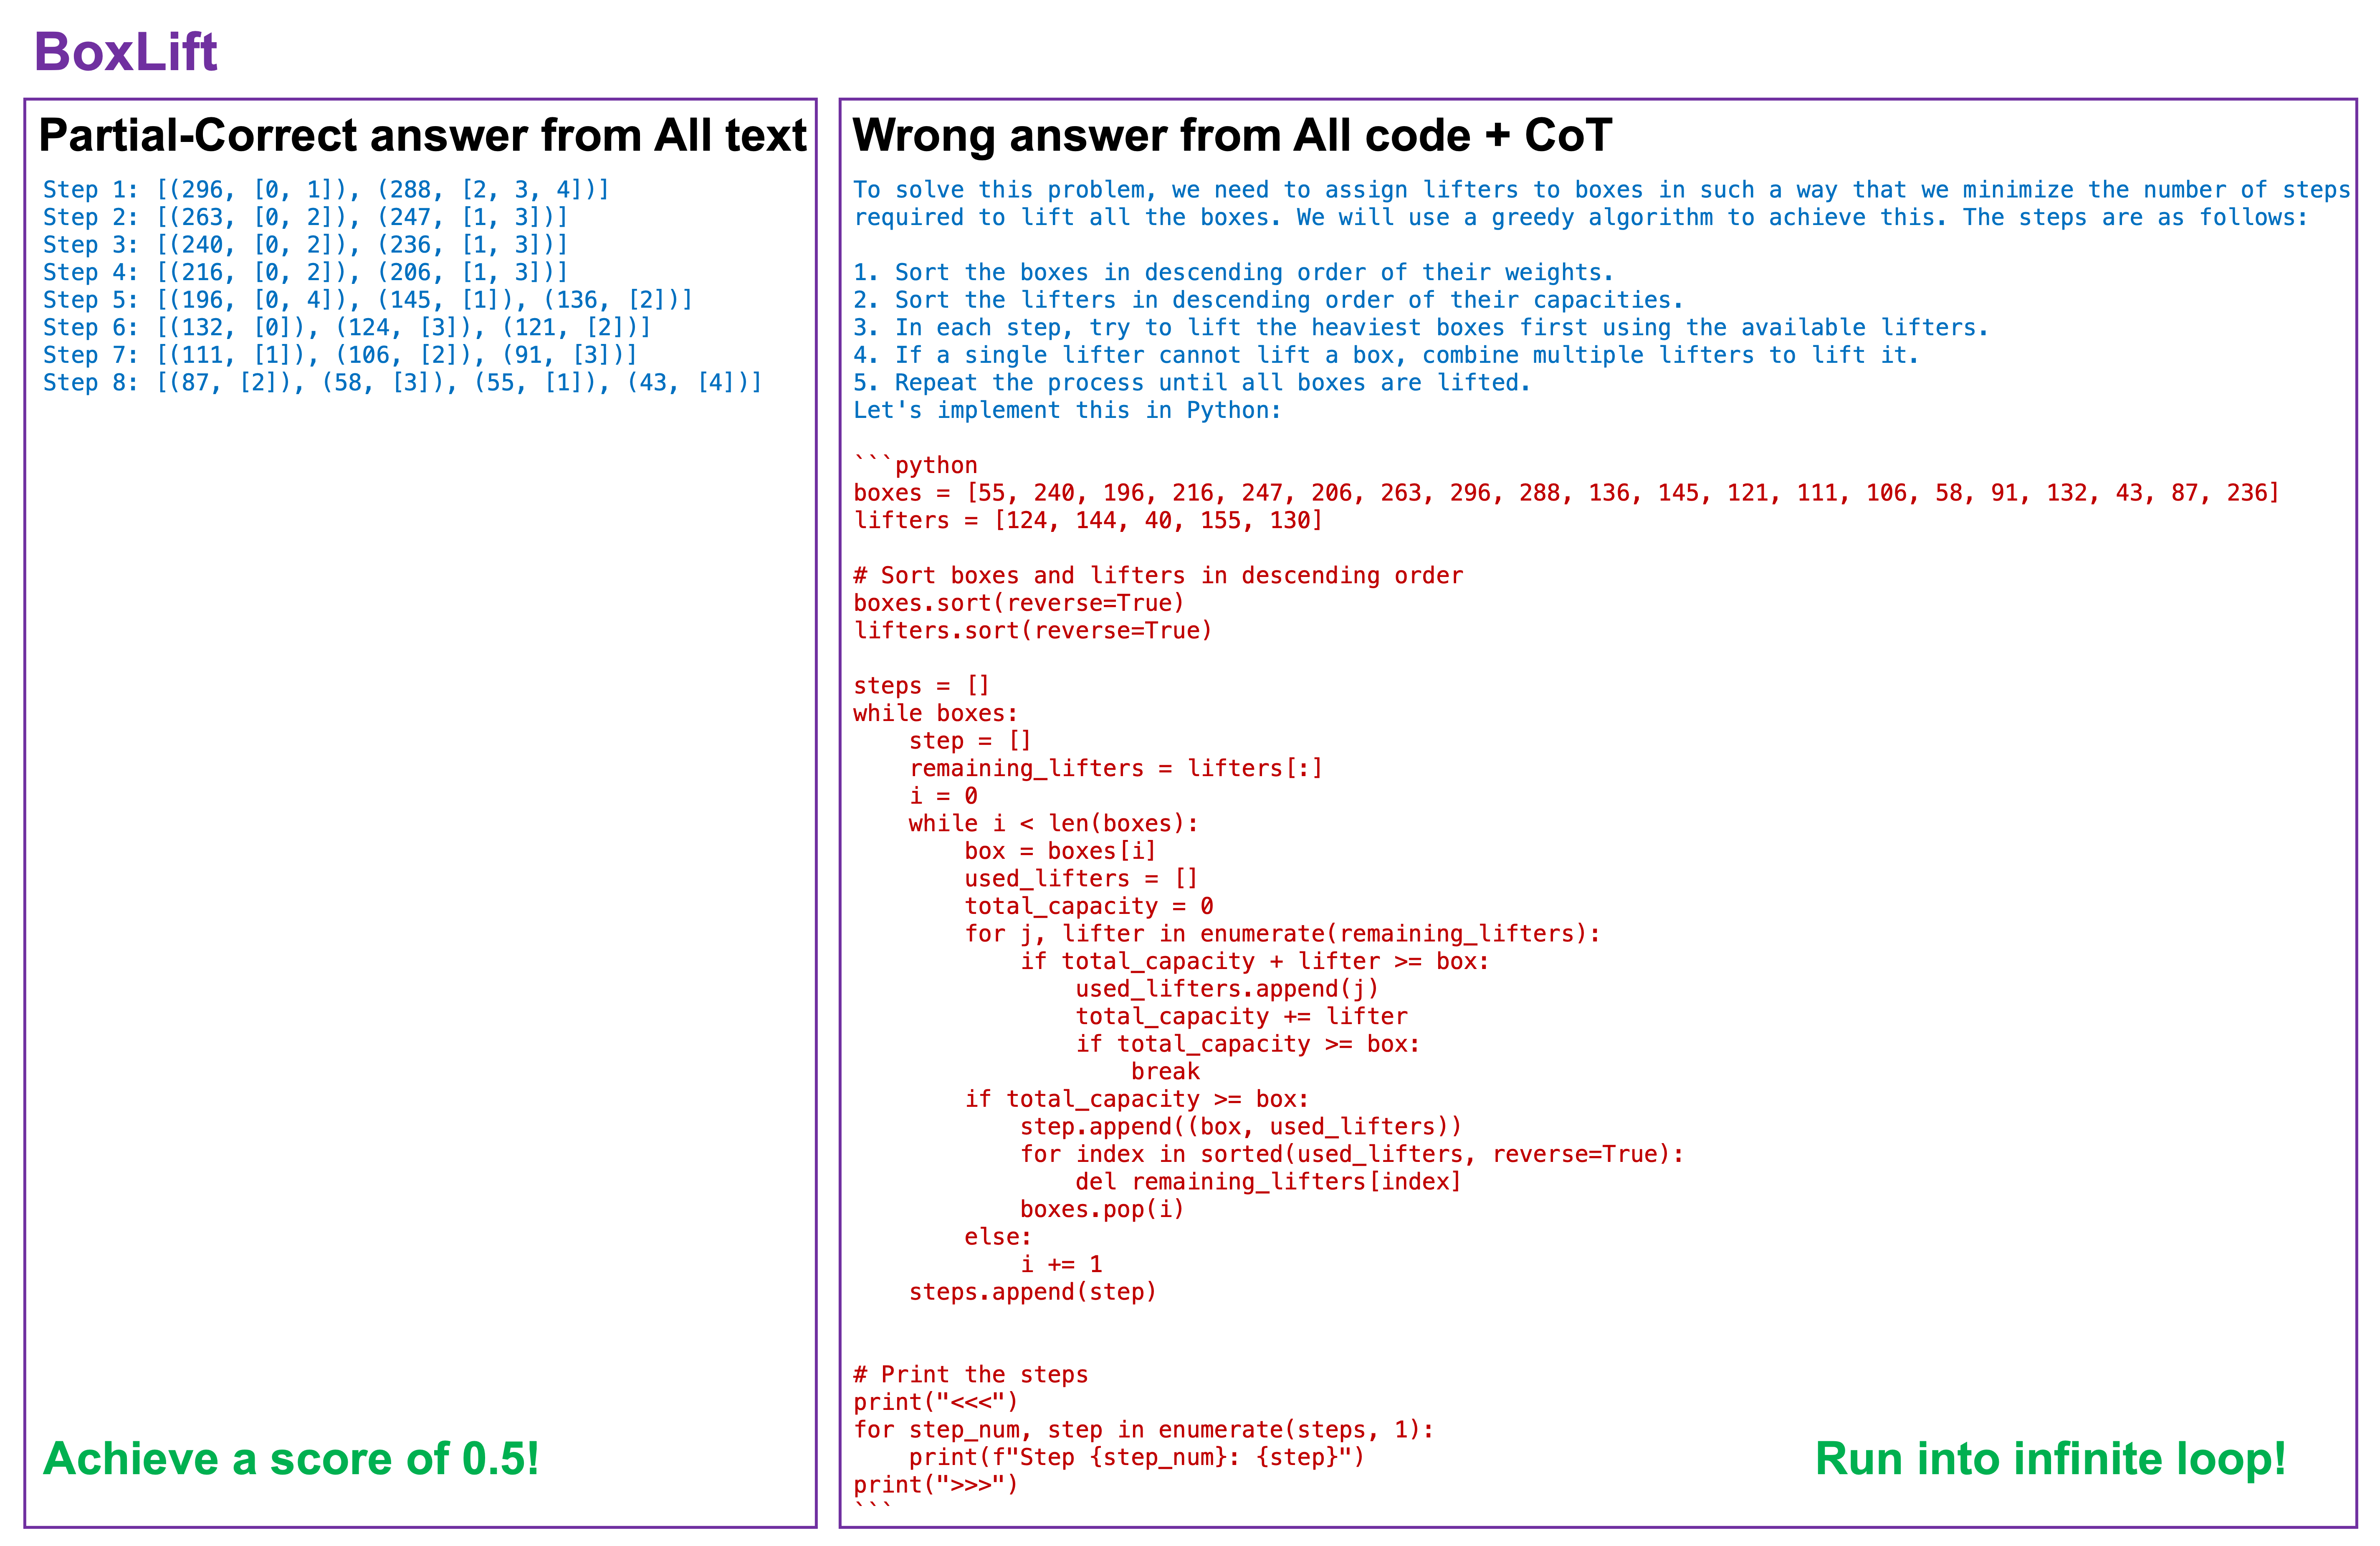 BoxLift
Partial-Correct answer from All text
Step 1: [(296, [0, 1]), (288, [2, 3, 4])]
Step 2: [(263, [0, 2]), (247, [1, 3])]
Step 3: [(240, [0, 2]), (236, [1, 3])]
Step 4: [(216, [0, 2]), (206, [1, 3])]
Step 5: [(196, [0, 4]), (145, [1]), (136, [2])]
Step 6: [(132, [0]), (124, [3]), (121, [2])]
Step 7: [(111, [1]), (106, [2]), (91, [3])]
Step 8: [(87, [2]), (58, [3]), (55, [1]), (43, [4])]
Achieve a score of 0.5!
Wrong answer from All code + CoT
To solve this problem, we need to assign lifters to boxes in such a way that we minimize the number of steps
required to lift all the boxes. We will use a greedy algorithm to achieve this. The steps are as follows:
1. Sort the boxes in descending order of their weights.
2. Sort the lifters in descending order of their capacities.
3. In each step, try to lift the heaviest boxes first using the available lifters.
4. If a single lifter cannot lift a box, combine multiple lifters to lift it.
5. Repeat the process until all boxes are lifted.
Let's implement this in Python:
```python
boxes = [55, 240, 196, 216, 247, 206, 263, 296, 288, 136, 145, 121, 111, 106, 58, 91, 132, 43, 87, 236]
lifters = [124, 144, 40, 155, 130]
# Sort boxes and lifters in descending order
boxes.sort(reverse=True)
lifters.sort(reverse=True)
steps = []
while boxes:
    step = []
    remaining_lifters = lifters[:]
    i = 0
    while i < len(boxes):
        box = boxes[i]
        used_lifters = []
        total_capacity = 0
        for j, lifter in enumerate(remaining_lifters):
            if total_capacity + lifter >= box:
                used_lifters.append(j)
                total_capacity += lifter
                if total_capacity >= box:
                    break
        if total_capacity >= box:
            step.append((box, used_lifters))
            for index in sorted(used_lifters, reverse=True):
                del remaining_lifters[index]
            boxes.pop(i)
        else:
            i += 1
    steps.append(step)
# Print the steps
print("<<<")
for step_num, step in enumerate(steps, 1):
    print(f"Step {step_num}: {step}")
print(">>>")
```
Run into infinite loop!